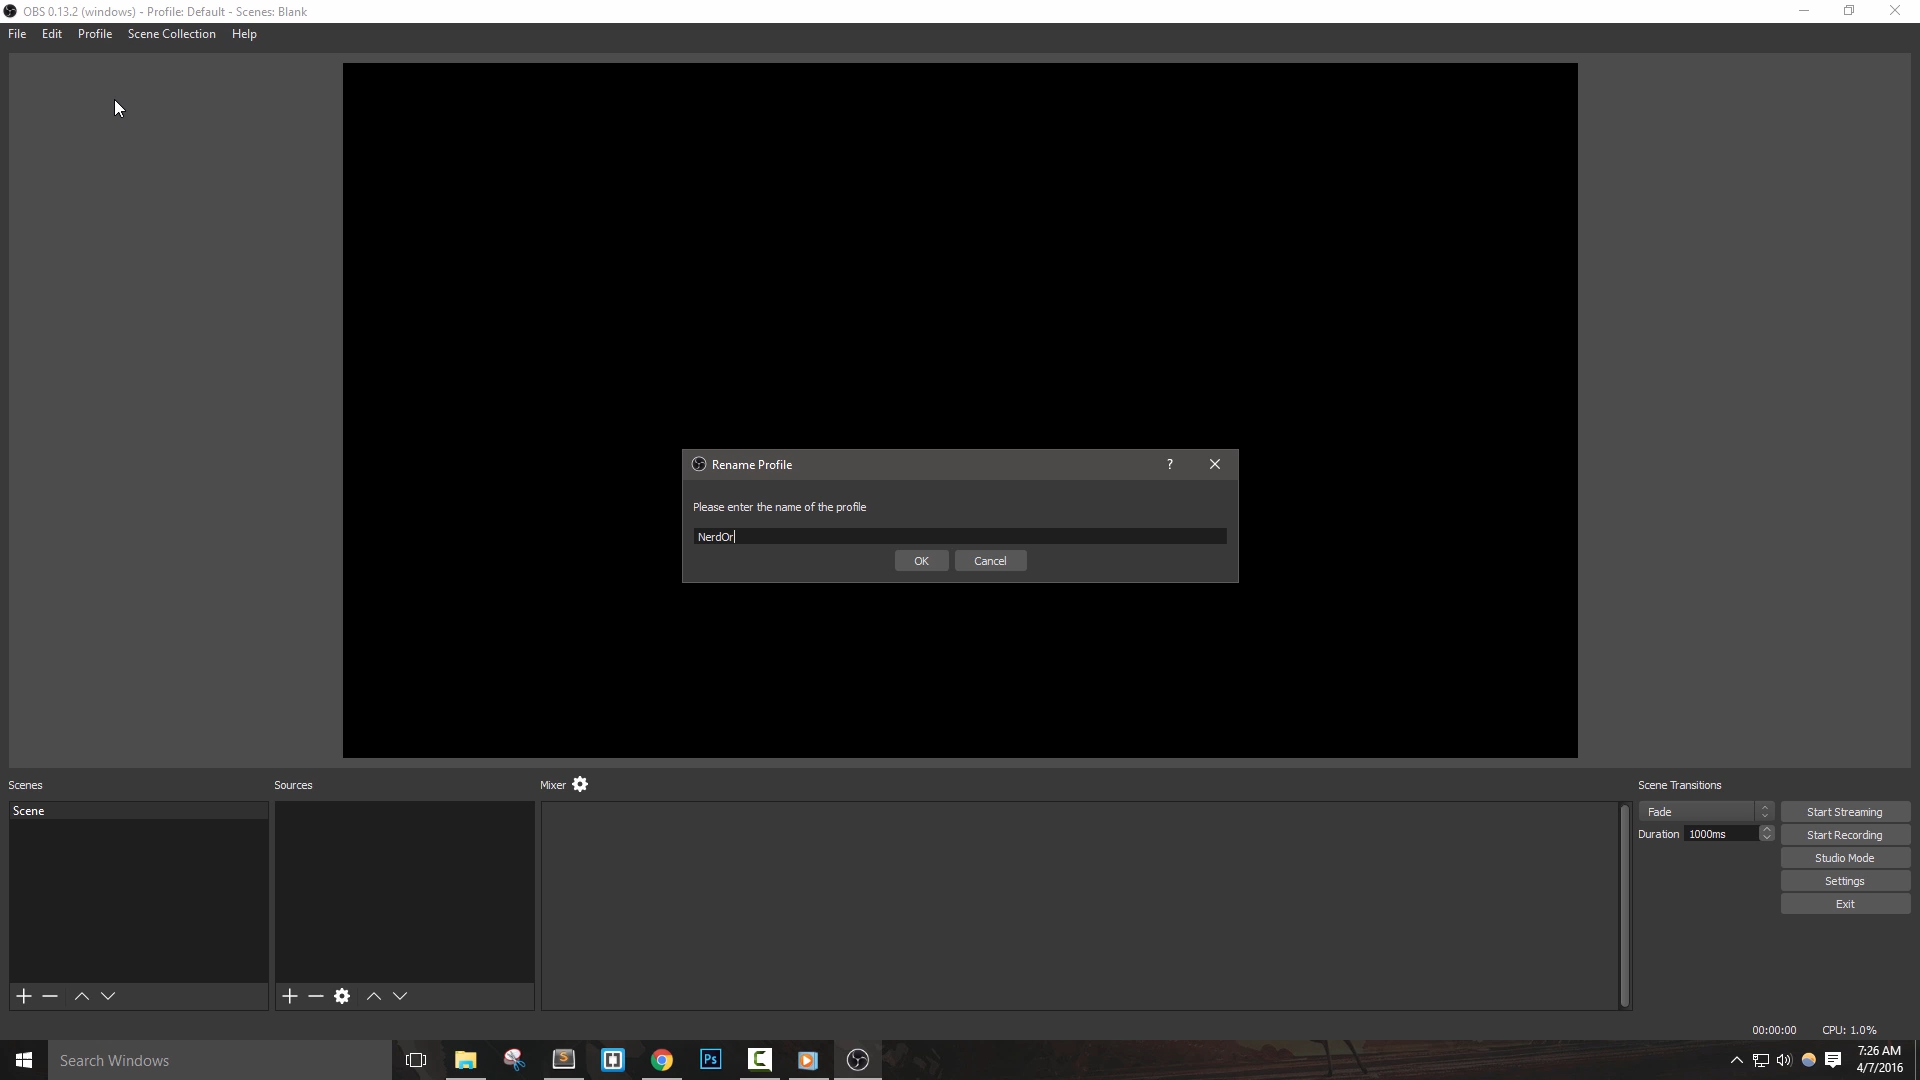 OBS 0.13.2 (windows) - Profile: Default - Scenes: Blank
File Edit Profile Scene Collection Help
Rename Profile ?
Please enter the name of the profile
NerdOr
OK Cancel
Scenes
Scene
Sources
Mixer
Scene Transitions
Fade
Duration 1000ms
Start Streaming
Start Recording
Studio Mode
Settings
Exit
00:00:00 CPU: 1.0%
Search Windows
S
Ps
C
7:26 AM
4/7/2016